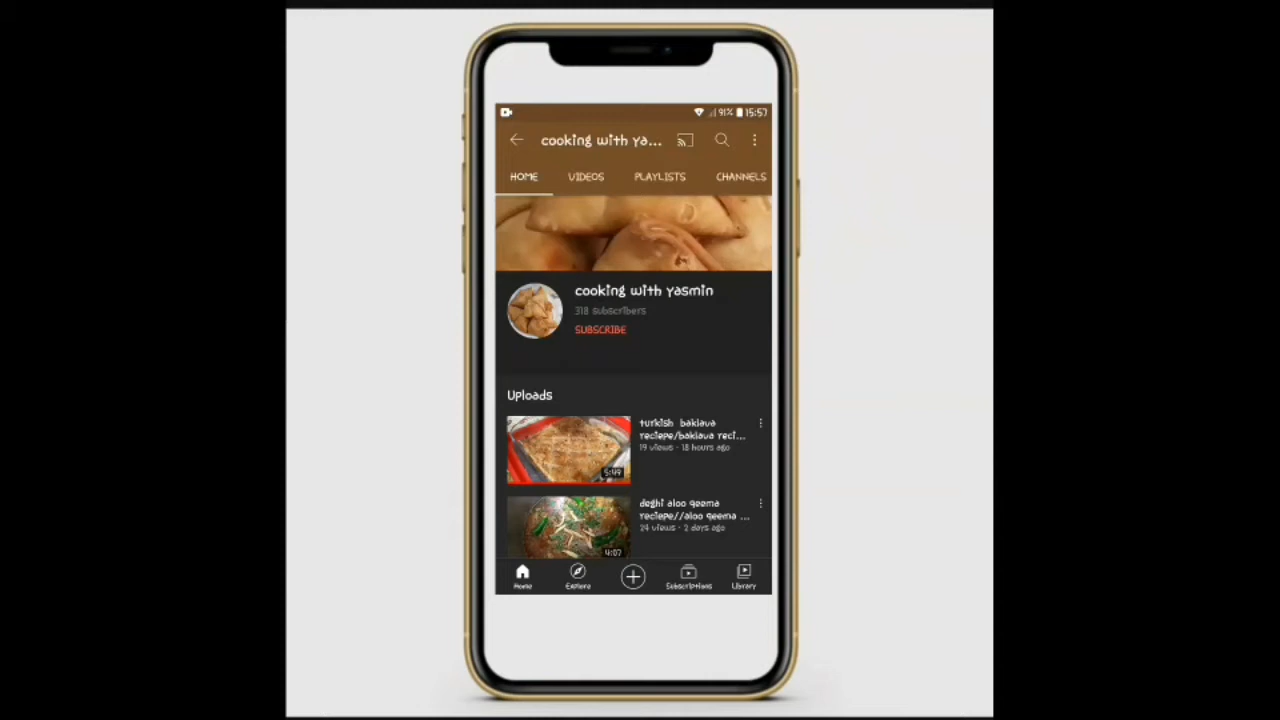 91% 15:57
cooking with ya...
HOME VIDEOS PLAYLISTS CHANNELS
cooking with yasmin
318 subscribers
SUBSCRIBE
Uploads
turkish baklava
reciepe/baklava reci...
19 views · 18 hours ago
5:49
deghi aloo qeema
reciepe//aloo qeema ...
24 views · 2 days ago
4:07
Home Explore Subscriptions Library